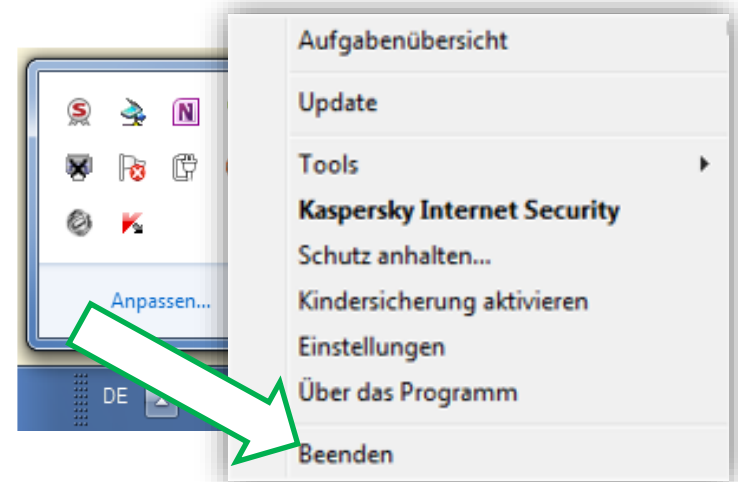 Aufgabenübersicht
Update
Tools
Kaspersky Internet Security
Schutz anhalten...
Kindersicherung aktivieren
Einstellungen
Über das Programm
Beenden
S
N
K
Anpassen...
DE